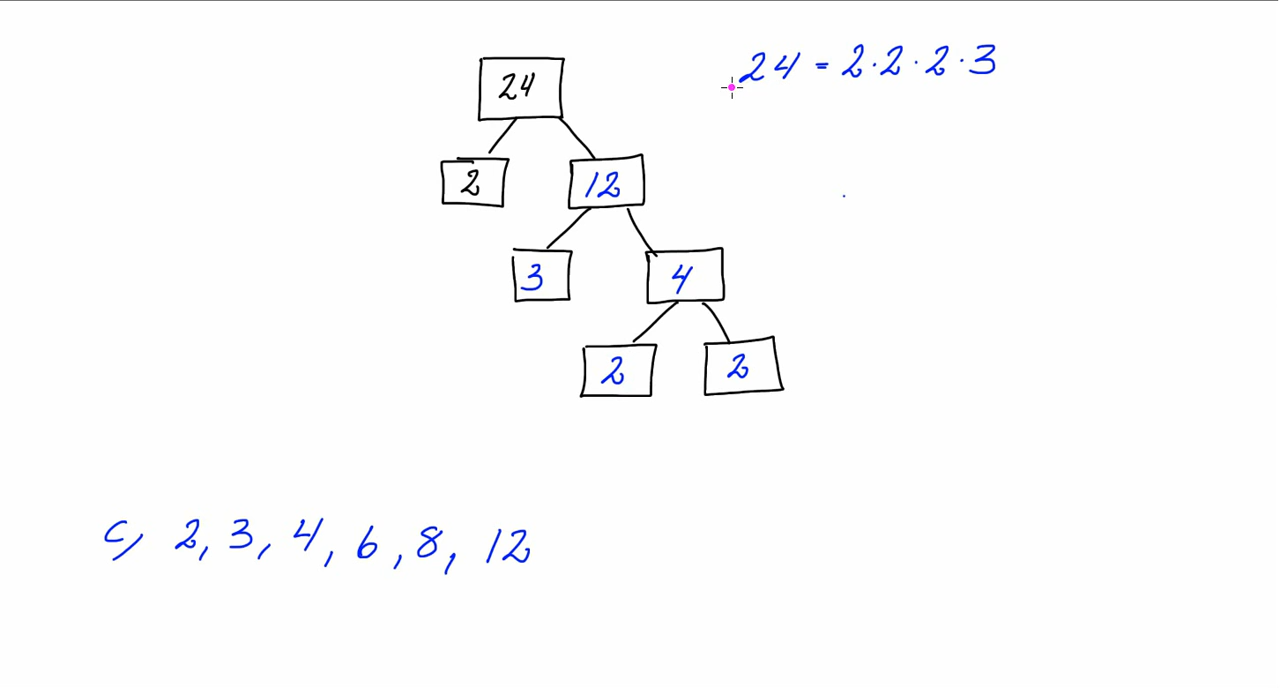 24 = 2·2·2·3
24
2 12
3 4
2 2
c, 2, 3, 4, 6, 8, 12